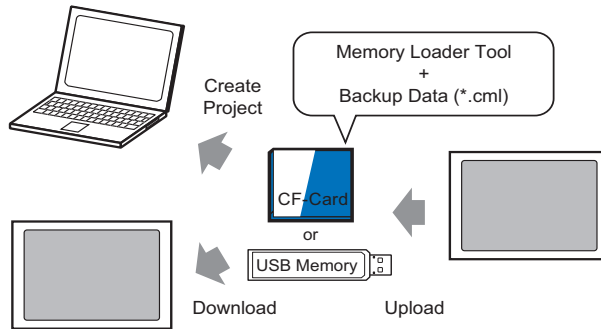 Memory Loader Tool
+
Backup Data (*.cml)
Create
Project
CF-Card
or
USB Memory
Download
Upload